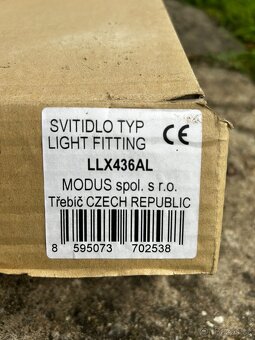 SVITIDLO TYP
LIGHT FITTING
CE
LLX436AL
MODUS spol. s r.o.
Třebíč CZECH REPUBLIC
8 595073 702538